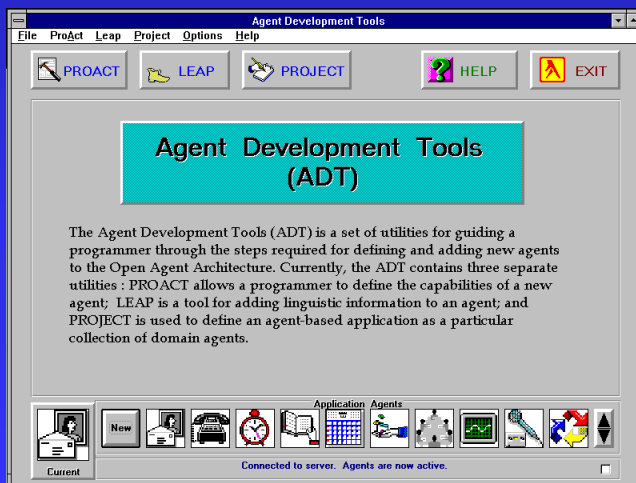 Agent Development Tools
File ProAct Leap Project Options Help
PROACT LEAP PROJECT HELP EXIT
Agent Development Tools
(ADT)
The Agent Development Tools (ADT) is a set of utilities for guiding a
programmer through the steps required for defining and adding new agents
to the Open Agent Architecture. Currently, the ADT contains three separate
utilities : PROACT allows a programmer to define the capabilities of a new
agent; LEAP is a tool for adding linguistic information to an agent; and
PROJECT is used to define an agent-based application as a particular
collection of domain agents.
Application Agents
New
Current
Connected to server. Agents are now active.